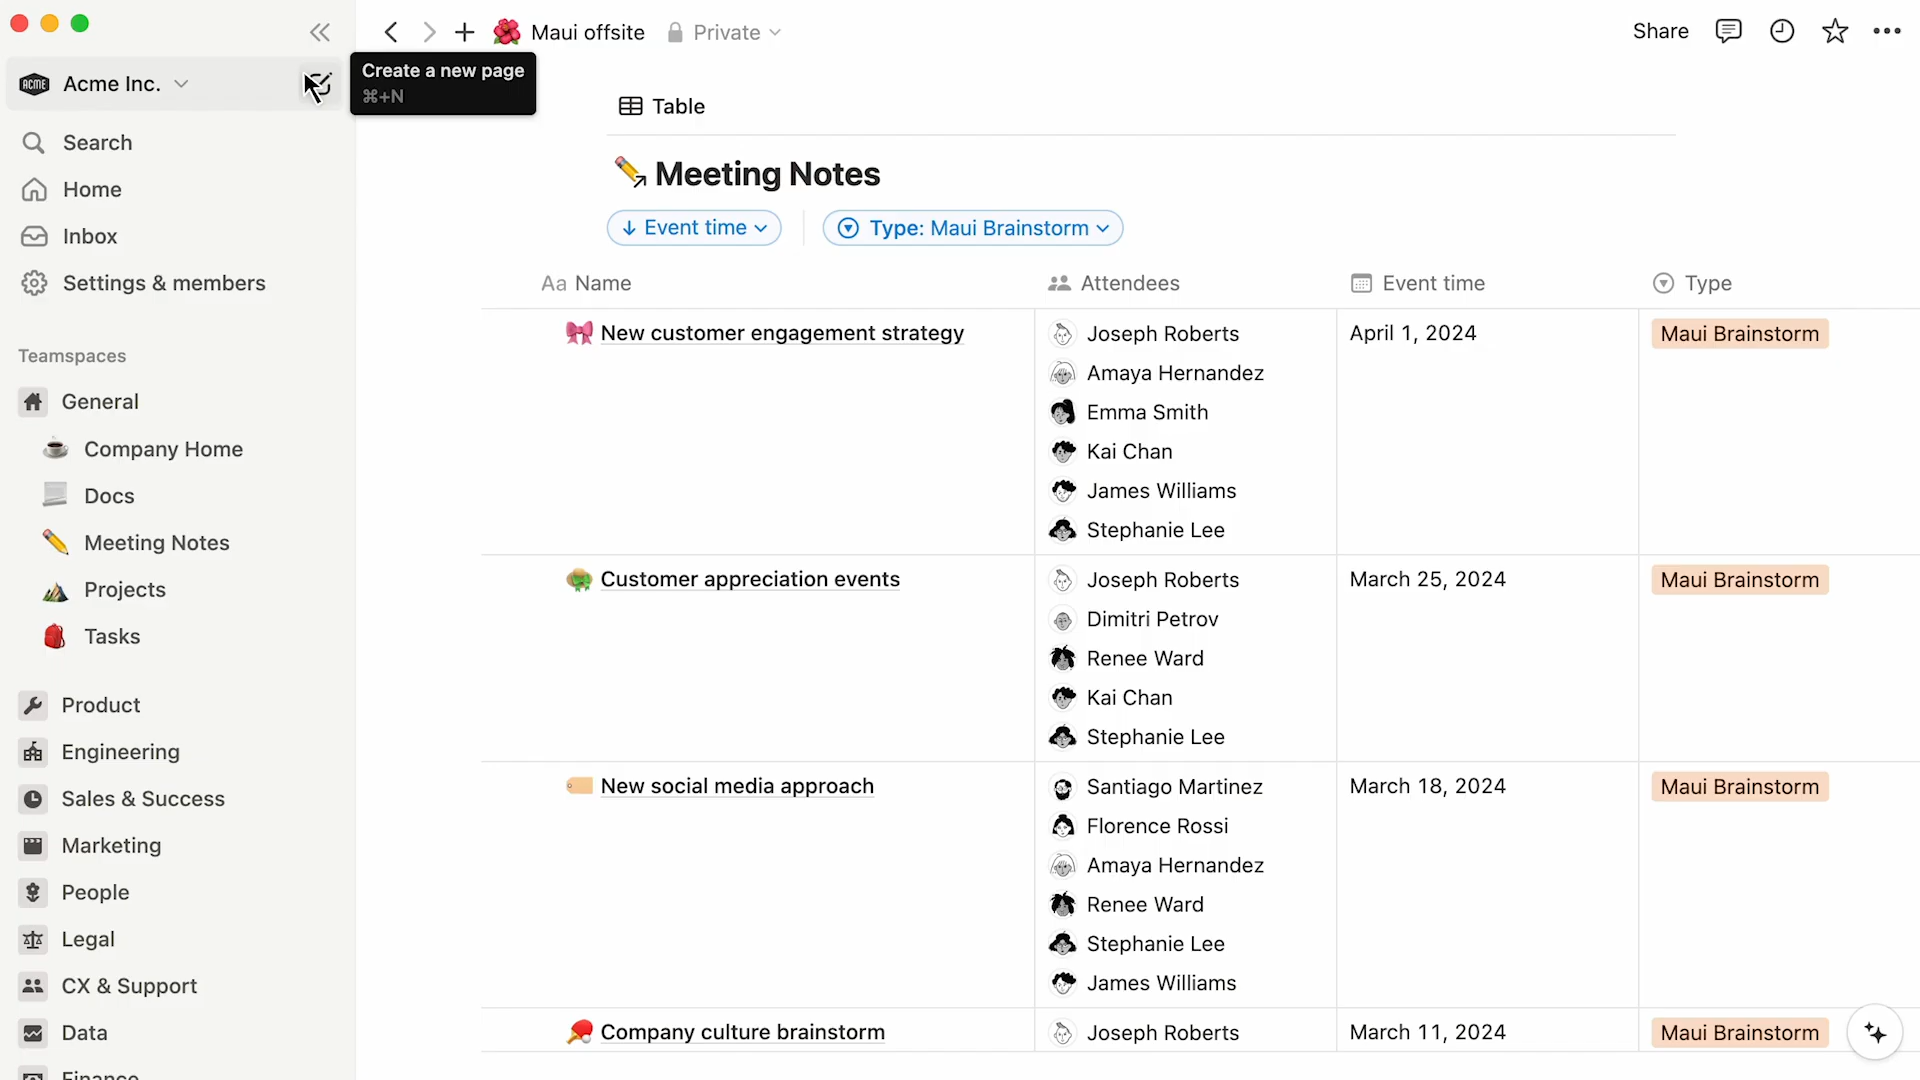 Maui offsite
Private
Share
ACME
Acme Inc.
Create a new page
⌘+N
Search
Home
Inbox
Settings & members
Teamspaces
General
Company Home
Docs
Meeting Notes
Projects
Tasks
Product
Engineering
Sales & Success
Marketing
People
Legal
CX & Support
Data
Finance
Table
Meeting Notes
Event time
Type: Maui Brainstorm
Aa Name
Attendees
Event time
Type
New customer engagement strategy
Joseph Roberts
Amaya Hernandez
Emma Smith
Kai Chan
James Williams
Stephanie Lee
April 1, 2024
Maui Brainstorm
Customer appreciation events
Joseph Roberts
Dimitri Petrov
Renee Ward
Kai Chan
Stephanie Lee
March 25, 2024
Maui Brainstorm
New social media approach
Santiago Martinez
Florence Rossi
Amaya Hernandez
Renee Ward
Stephanie Lee
James Williams
March 18, 2024
Maui Brainstorm
Company culture brainstorm
Joseph Roberts
March 11, 2024
Maui Brainstorm